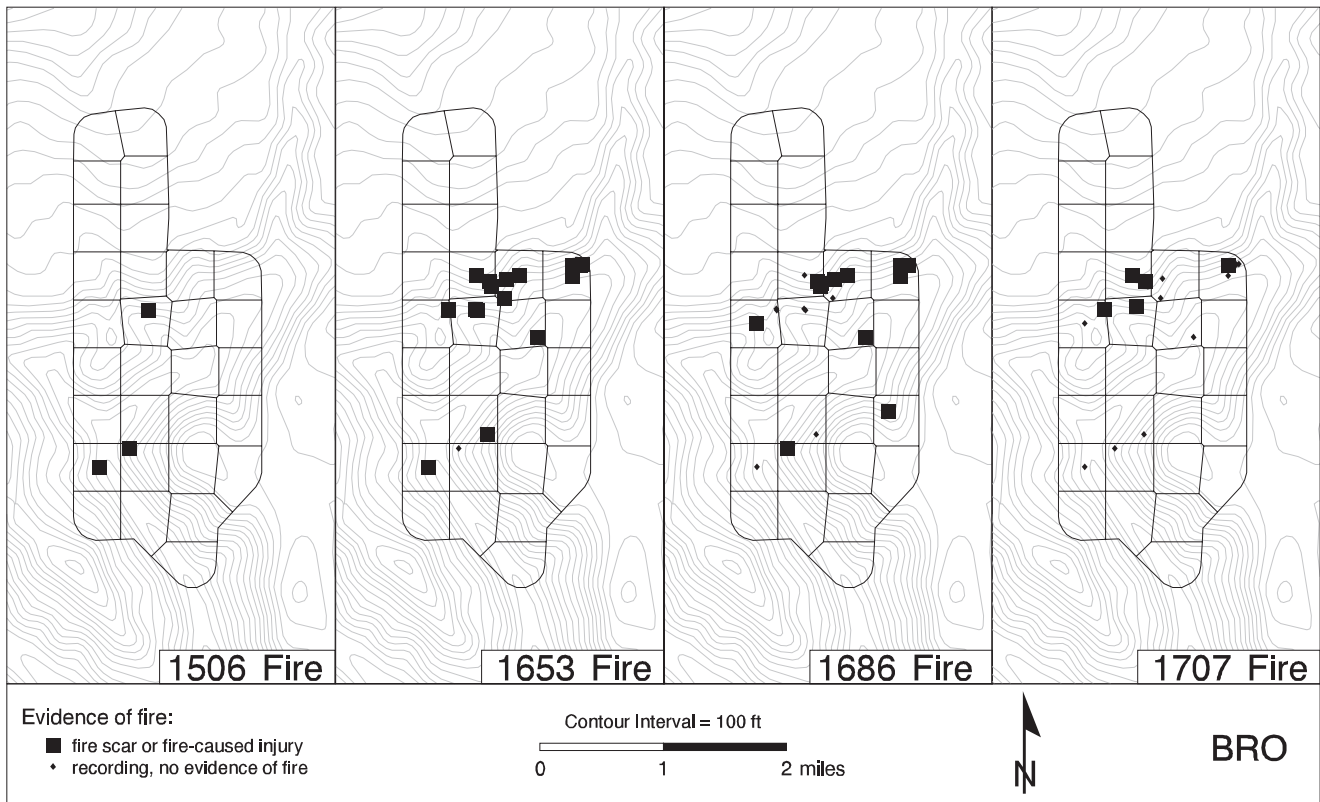 1506 Fire
1653 Fire
1686 Fire
1707 Fire
Evidence of fire:
fire scar or fire-caused injury
recording, no evidence of fire
Contour Interval = 100 ft
0 1 2 miles
N
BRO